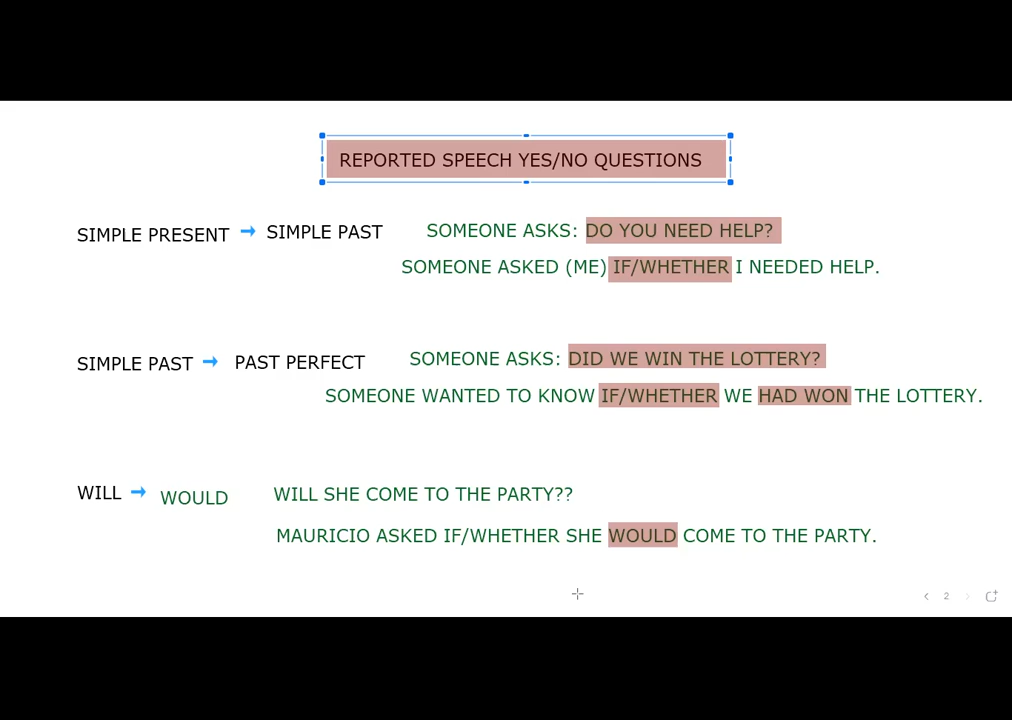 REPORTED SPEECH YES/NO QUESTIONS
SIMPLE PRESENT → SIMPLE PAST SOMEONE ASKS: DO YOU NEED HELP?
SOMEONE ASKED (ME) IF/WHETHER I NEEDED HELP.
SIMPLE PAST → PAST PERFECT SOMEONE ASKS: DID WE WIN THE LOTTERY?
SOMEONE WANTED TO KNOW IF/WHETHER WE HAD WON THE LOTTERY.
WILL → WOULD WILL SHE COME TO THE PARTY??
MAURICIO ASKED IF/WHETHER SHE WOULD COME TO THE PARTY.
2